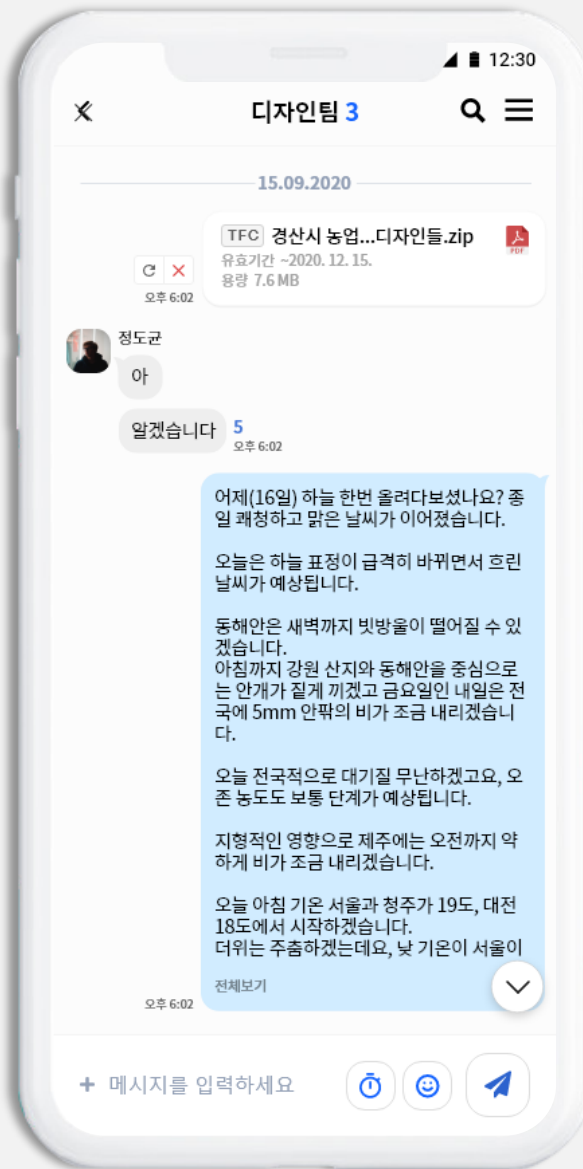 12:30
디자인팀 3
15.09.2020
TFC 경산시 농업...디자인들.zip
PDF
유효기간 ~2020. 12. 15.
용량 7.6 MB
오후 6:02
정도균
아
알겠습니다 5
오후 6:02
어제(16일) 하늘 한번 올려다보셨나요? 종
일 쾌청하고 맑은 날씨가 이어졌습니다.
오늘은 하늘 표정이 급격히 바뀌면서 흐린
날씨가 예상됩니다.
동해안은 새벽까지 빗방울이 떨어질 수 있
겠습니다.
아침까지 강원 산지와 동해안을 중심으로
는 안개가 짙게 끼겠고 금요일인 내일은 전
국에 5mm 안팎의 비가 조금 내리겠습니
다.
오늘 전국적으로 대기질 무난하겠고요, 오
존 농도도 보통 단계가 예상됩니다.
지형적인 영향으로 제주에는 오전까지 약
하게 비가 조금 내리겠습니다.
오늘 아침 기온 서울과 청주가 19도, 대전
18도에서 시작하겠습니다.
더위는 주춤하겠는데요, 낮 기온이 서울이
전체보기
오후 6:02
+ 메시지를 입력하세요